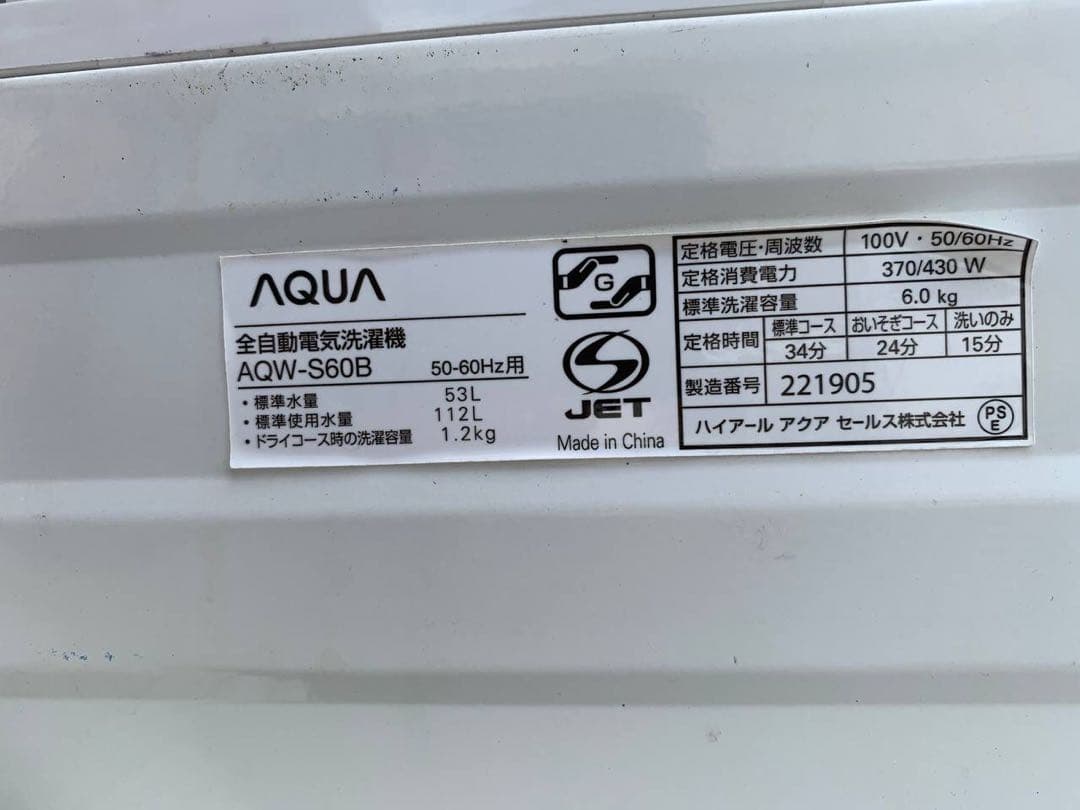 AQUA
全自動電気洗濯機
AQW-S60B 50-60Hz用
・標準水量 53L
・標準使用水量 112L
・ドライコース時の洗濯容量 1.2kg
G
S
JET
Made in China
定格電圧・周波数 100V・50/60Hz
定格消費電力 370/430 W
標準洗濯容量 6.0 kg
定格時間 標準コース おいそぎコース 洗いのみ
34分 24分 15分
製造番号 221905
ハイアール アクア セールス株式会社 PS E